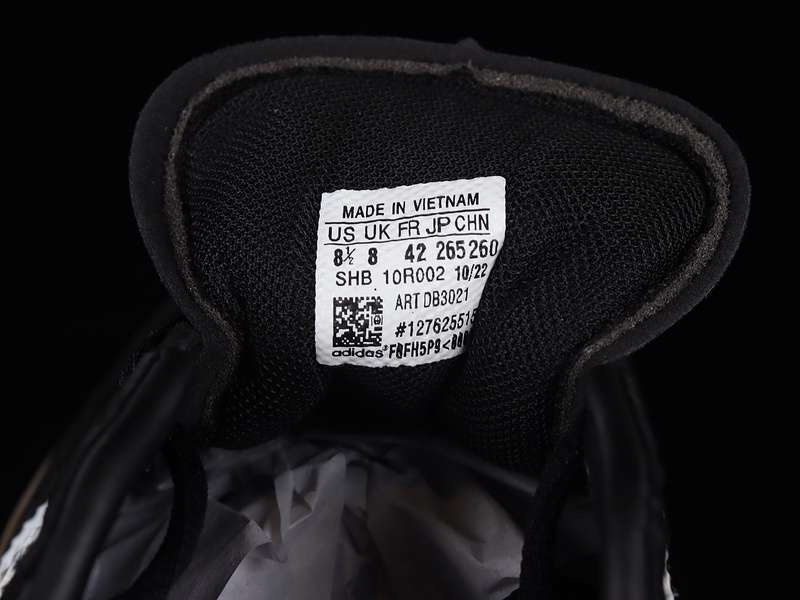 MADE IN VIETNAM
US UK FR JP CHN
8½ 8 42 265 260
SHB 10R002 10/22
ART DB3021
adidas